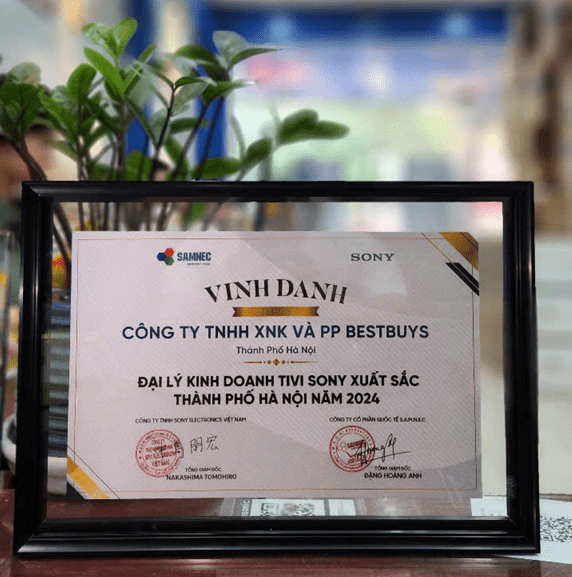 SAMNEC
SONY
VINH DANH
CÔNG TY TNHH XNK VÀ PP BESTBUYS
Thành Phố Hà Nội
ĐẠI LÝ KINH DOANH TIVI SONY XUẤT SẮC
THÀNH PHỐ HÀ NỘI NĂM 2024
CÔNG TY TNHH SONY ELECTRONICS VIỆT NAM
CÔNG TY CỔ PHẦN QUỐC TẾ S.A.M.N.E.C
TỔNG GIÁM ĐỐC
NAKASHIMA TOMOHIRO
TỔNG GIÁM ĐỐC
ĐẶNG HOÀNG ANH